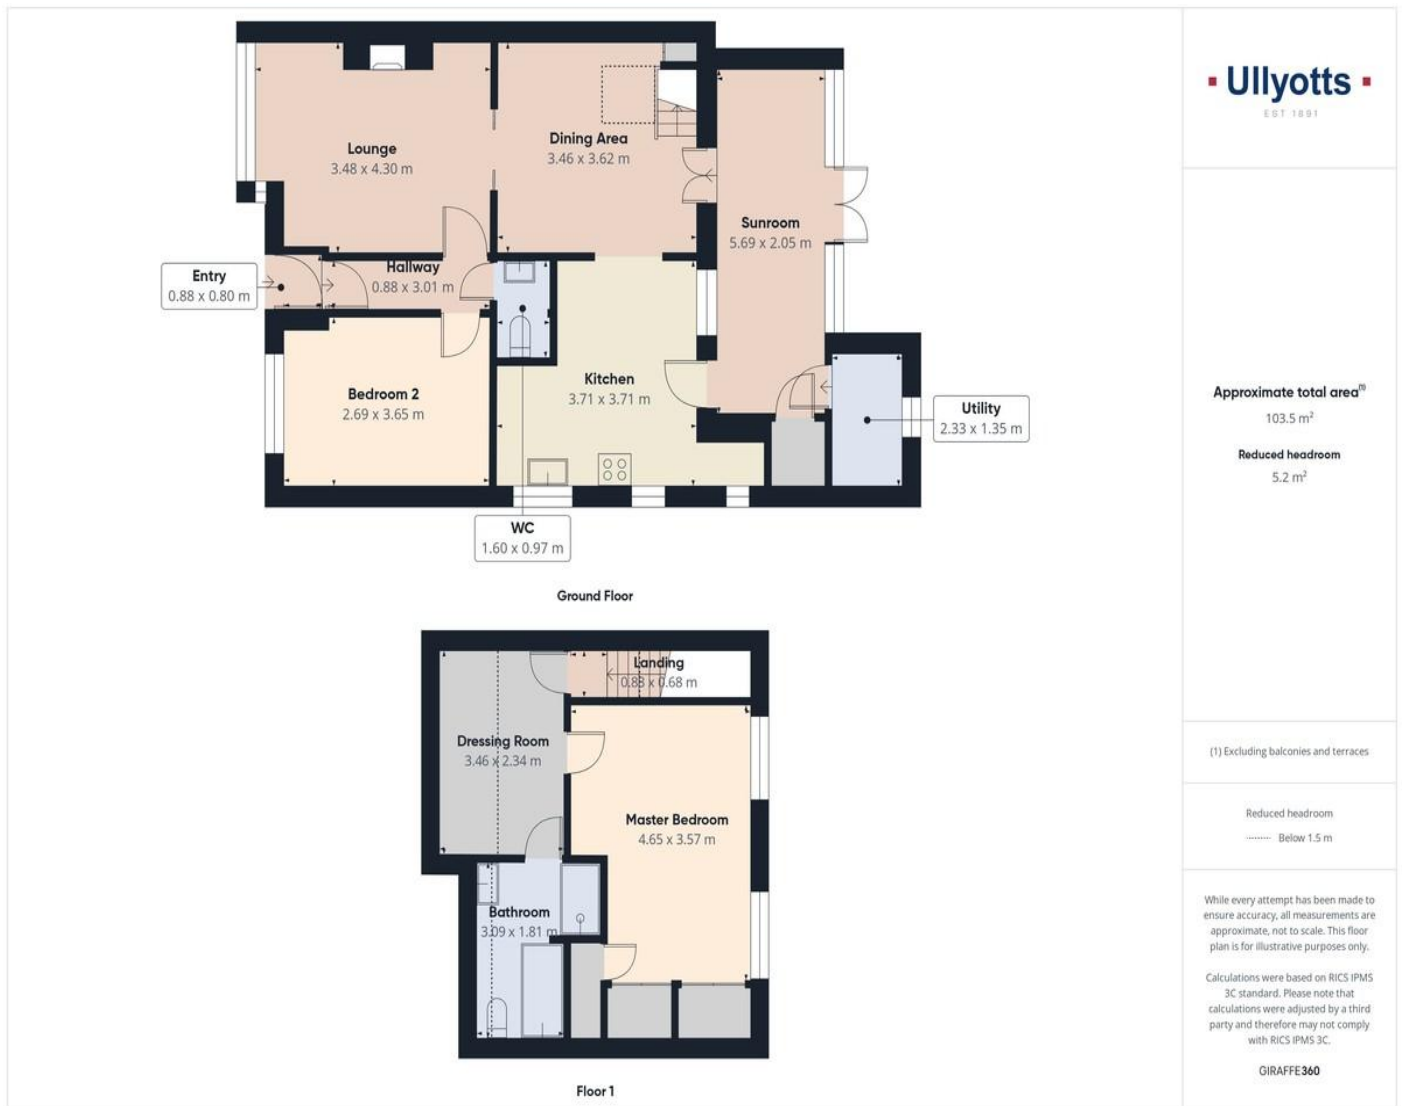 Lounge
3.48 x 4.30 m
Dining Area
3.46 x 3.62 m
Sunroom
5.69 x 2.05 m
Entry
0.88 x 0.80 m
Hallway
0.88 x 3.01 m
Bedroom 2
2.69 x 3.65 m
Kitchen
3.71 x 3.71 m
Utility
2.33 x 1.35 m
WC
1.60 x 0.97 m
Ground Floor
Landing
0.83 x 0.68 m
Dressing Room
3.46 x 2.34 m
Master Bedroom
4.65 x 3.57 m
Bathroom
3.09 x 1.81 m
Floor 1
Ullyotts
EST 1891
Approximate total area(1)
103.5 m²
Reduced headroom
5.2 m²
(1) Excluding balconies and terraces
Reduced headroom
Below 1.5 m
While every attempt has been made to
ensure accuracy, all measurements are
approximate, not to scale. This floor
plan is for illustrative purposes only.
Calculations were based on RICS IPMS
3C standard. Please note that
calculations were adjusted by a third
party and therefore may not comply
with RICS IPMS 3C.
GIRAFFE360